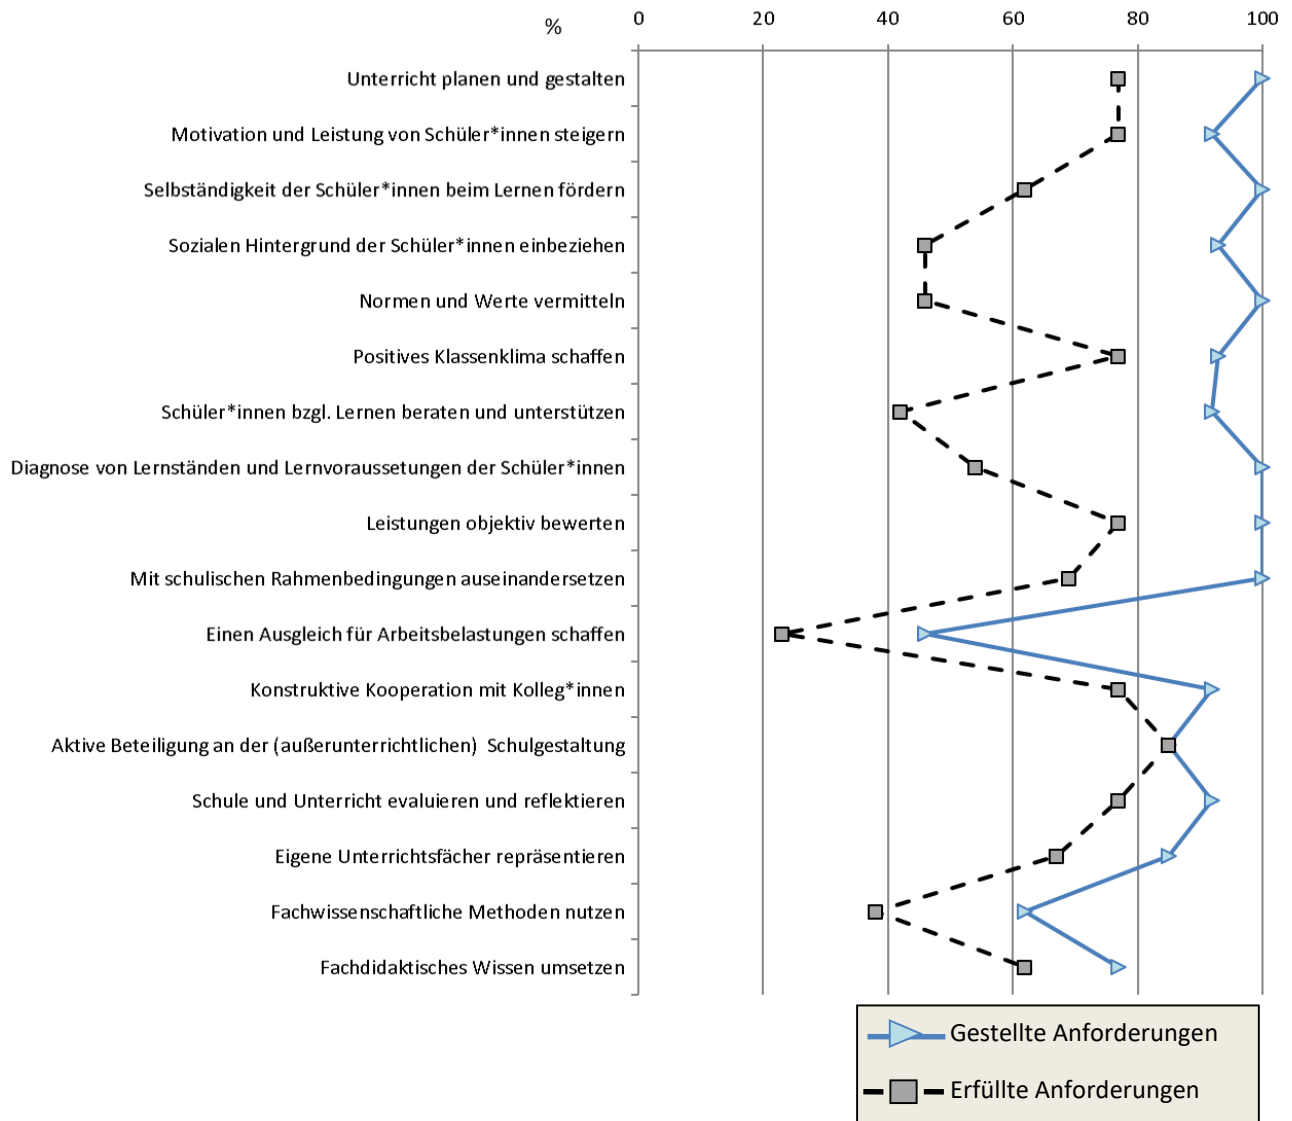 % 0 20 40 60 80 100
Unterricht planen und gestalten
Motivation und Leistung von Schüler*innen steigern
Selbständigkeit der Schüler*innen beim Lernen fördern
Sozialen Hintergrund der Schüler*innen einbeziehen
Normen und Werte vermitteln
Positives Klassenklima schaffen
Schüler*innen bzgl. Lernen beraten und unterstützen
Diagnose von Lernständen und Lernvoraussetungen der Schüler*innen
Leistungen objektiv bewerten
Mit schulischen Rahmenbedingungen auseinandersetzen
Einen Ausgleich für Arbeitsbelastungen schaffen
Konstruktive Kooperation mit Kolleg*innen
Aktive Beteiligung an der (außerunterrichtlichen) Schulgestaltung
Schule und Unterricht evaluieren und reflektieren
Eigene Unterrichtsfächer repräsentieren
Fachwissenschaftliche Methoden nutzen
Fachdidaktisches Wissen umsetzen
Gestellte Anforderungen
Erfüllte Anforderungen